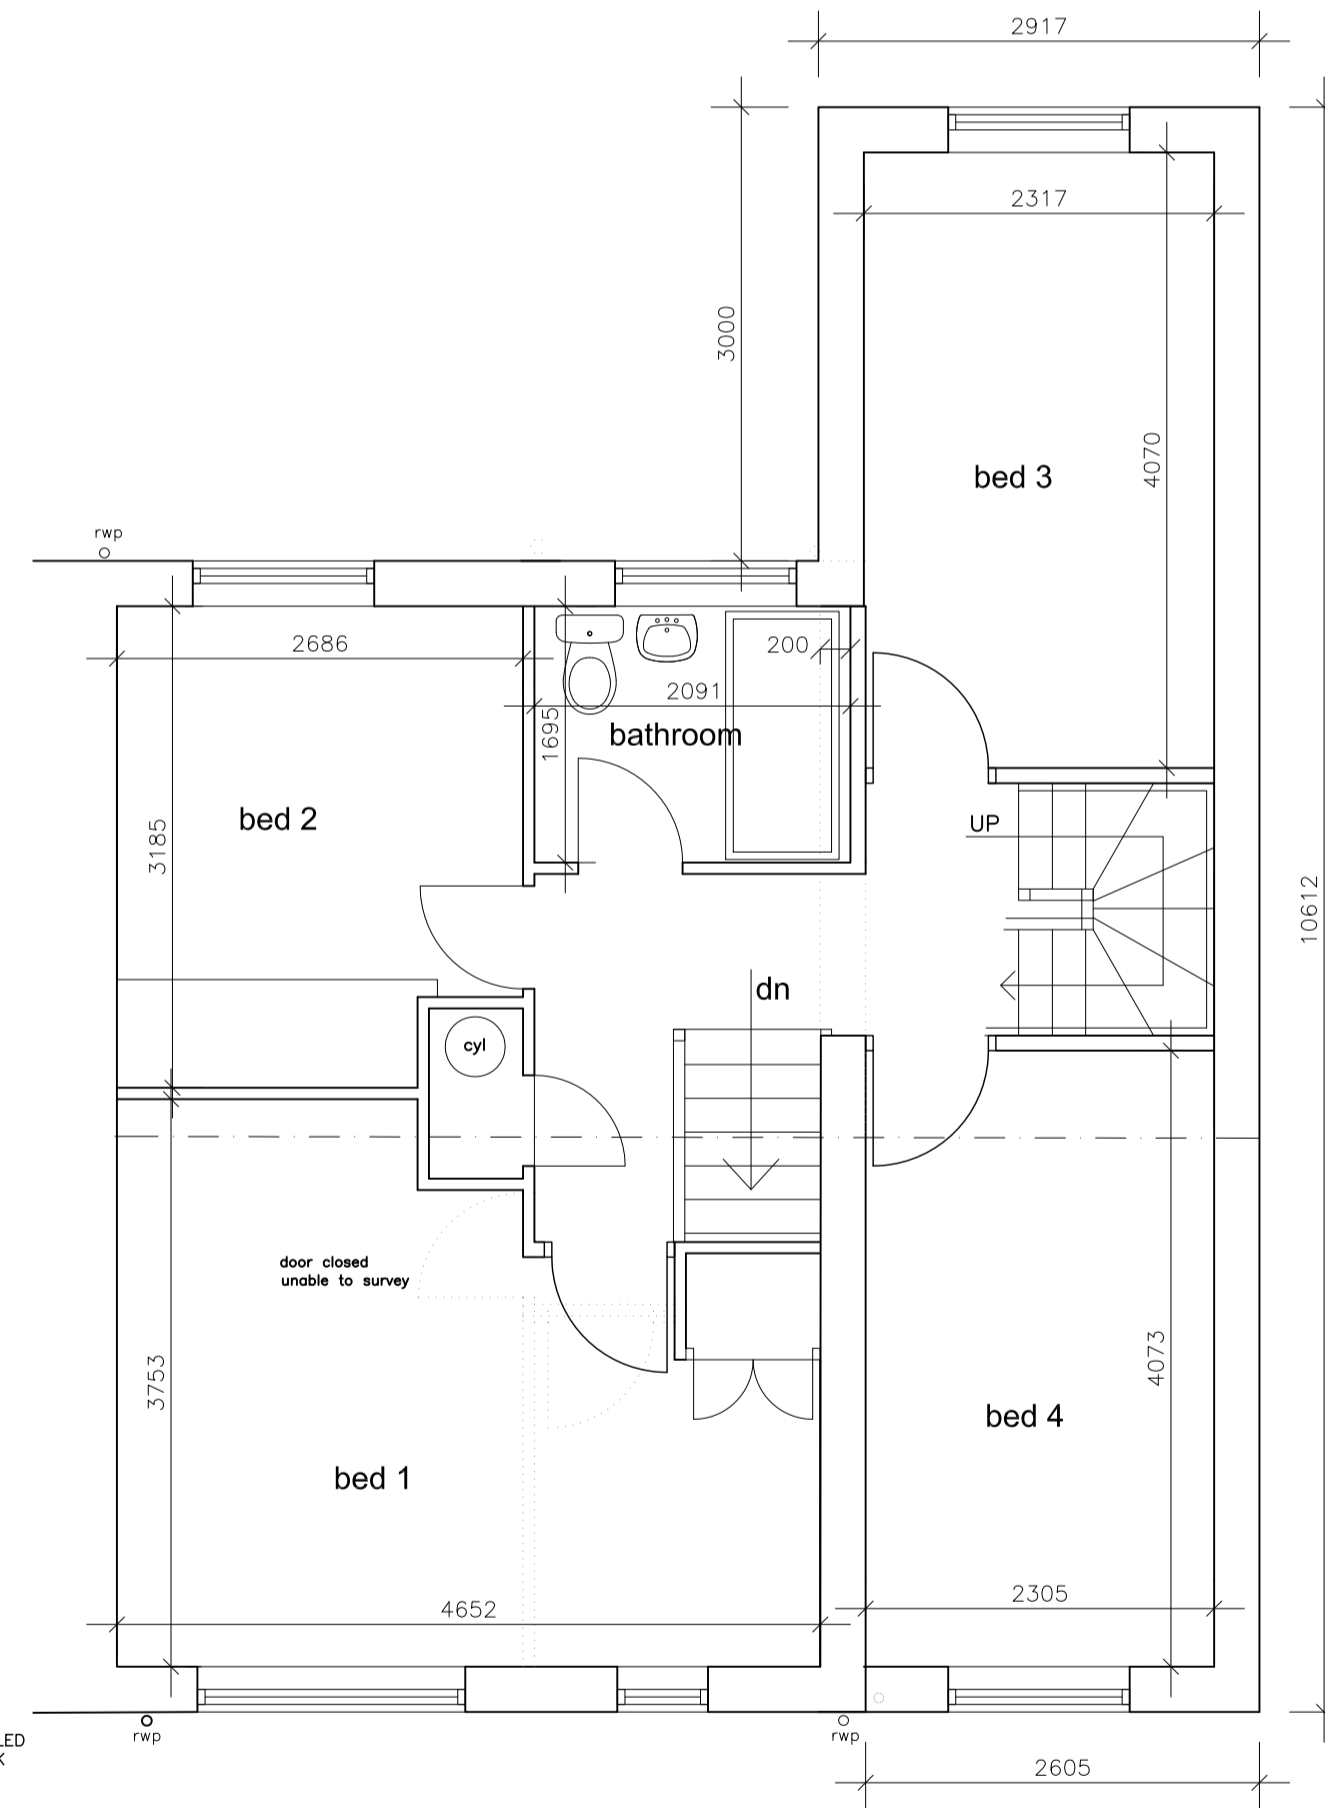 2917
2317
3000
4070
bed 3
rwp
2686
200
2091
1695
bathroom
bed 2
3185
UP
10612
dn
cyl
door closed
unable to survey
3753
4073
bed 4
bed 1
4652
2305
rwp
rwp
2605